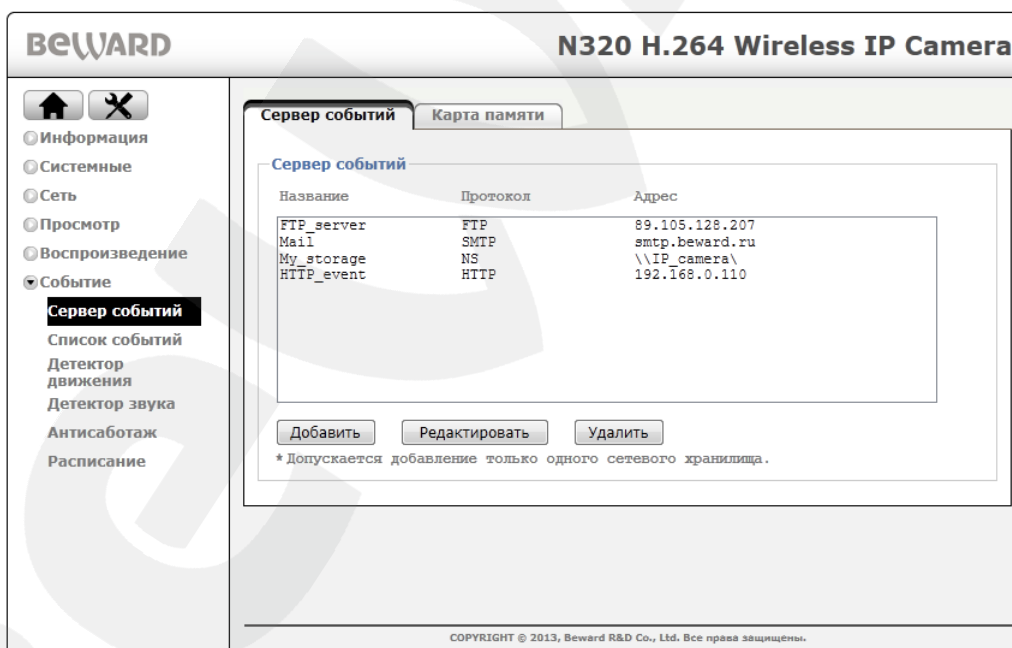 BEWARD
N320 H.264 Wireless IP Camera
Информация
Системные
Сеть
Просмотр
Воспроизведение
Событие
Сервер событий
Список событий
Детектор
движения
Детектор звука
Антисаботаж
Расписание
Сервер событий Карта памяти
Сервер событий
Название Протокол Адрес
FTP_server FTP 89.105.128.207
Mail SMTP smtp.beward.ru
My_storage NS \\IP_camera\
HTTP_event HTTP 192.168.0.110
Добавить Редактировать Удалить
* Допускается добавление только одного сетевого хранилища.
COPYRIGHT © 2013, Beward R&D Co., Ltd. Все права защищены.